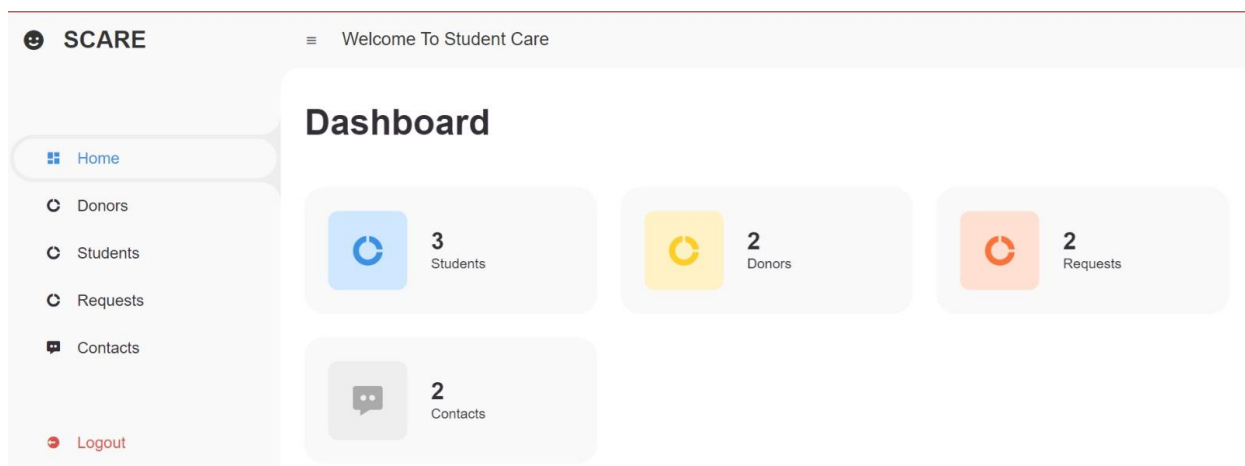 SCARE
Welcome To Student Care
Home
Donors
Students
Requests
Contacts
Logout
Dashboard
3
Students
2
Donors
2
Requests
2
Contacts